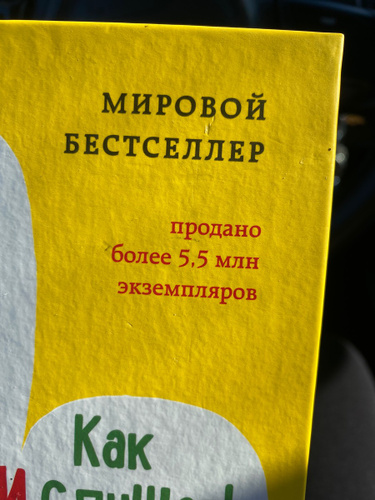 МИРОВОЙ
БЕСТСЕЛЛЕР
продано
более 5,5 млн
экземпляров
Как